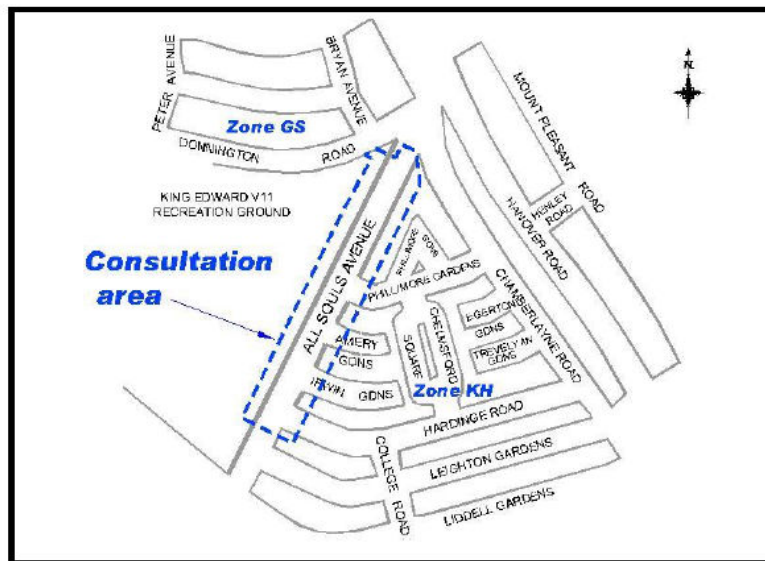 PETER AVENUE
BRYAN AVENUE
Zone GS
DONNINGTON ROAD
N
MOUNT PLEASANT ROAD
HENLEY
ROAD
HANOVER ROAD
KING EDWARD V11
RECREATION GROUND
Consultation
area
ALL SOULS AVENUE
PHILLIMORE
GDNS
PHILLIMORE GARDENS
CHAMBERLAYNE ROAD
EGERTON
GDNS
TREVELYAN
GDNS
CHELMSFORD
SQUARE
AMERY
GDNS
IRWIN GDNS
Zone KH
HARDINGE ROAD
COLLEGE ROAD
LEIGHTON GARDENS
LIDDELL GARDENS